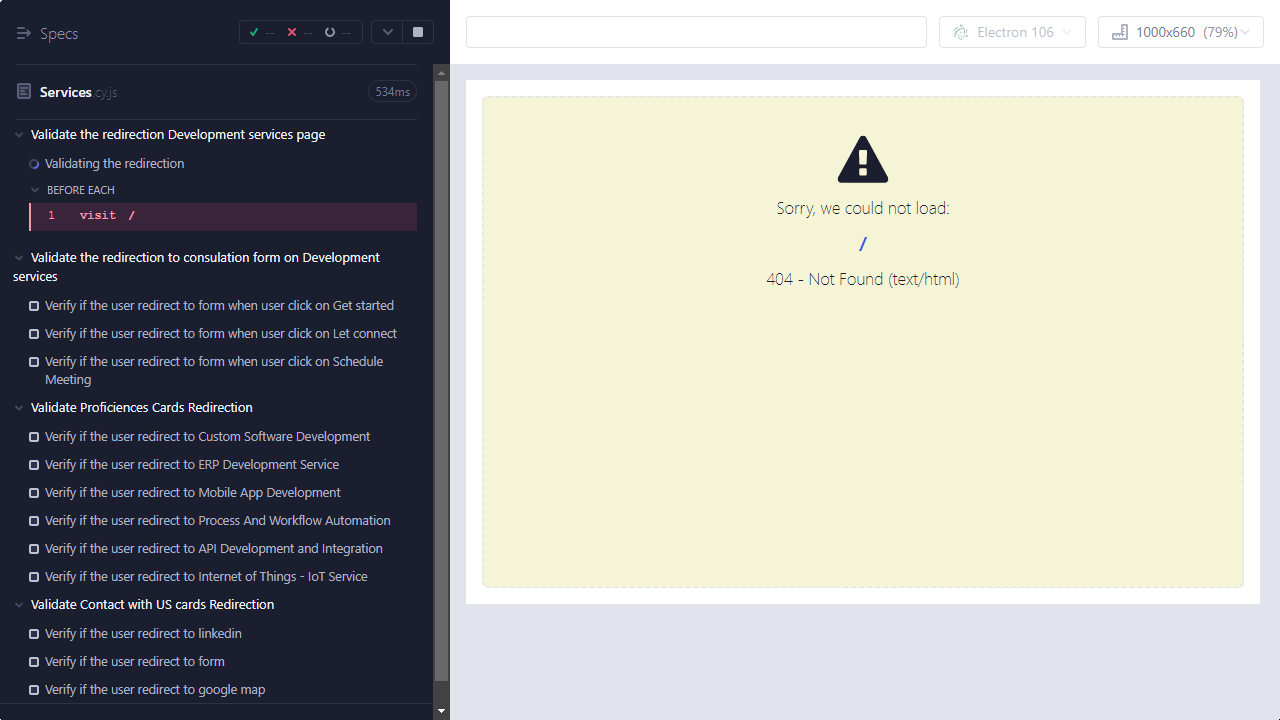 Specs
-- -- --
Services.cy.js
534ms
Validate the redirection Development services page
Validating the redirection
BEFORE EACH
1 visit /
Validate the redirection to consulation form on Development
services
Verify if the user redirect to form when user click on Get started
Verify if the user redirect to form when user click on Let connect
Verify if the user redirect to form when user click on Schedule
Meeting
Validate Proficiences Cards Redirection
Verify if the user redirect to Custom Software Development
Verify if the user redirect to ERP Development Service
Verify if the user redirect to Mobile App Development
Verify if the user redirect to Process And Workflow Automation
Verify if the user redirect to API Development and Integration
Verify if the user redirect to Internet of Things - IoT Service
Validate Contact with US cards Redirection
Verify if the user redirect to linkedin
Verify if the user redirect to form
Verify if the user redirect to google map
Electron 106
1000x660 (79%)
Sorry, we could not load:
/
404 - Not Found (text/html)